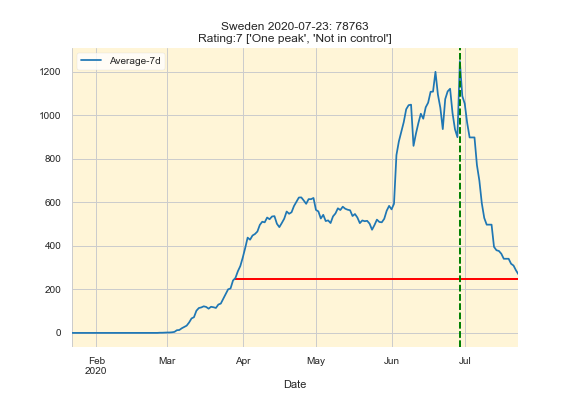 Sweden 2020-07-23: 78763
Rating:7 ['One peak', 'Not in control']
Average-7d
1200
1000
800
600
400
200
0
Feb Mar Apr May Jun Jul
2020
Date